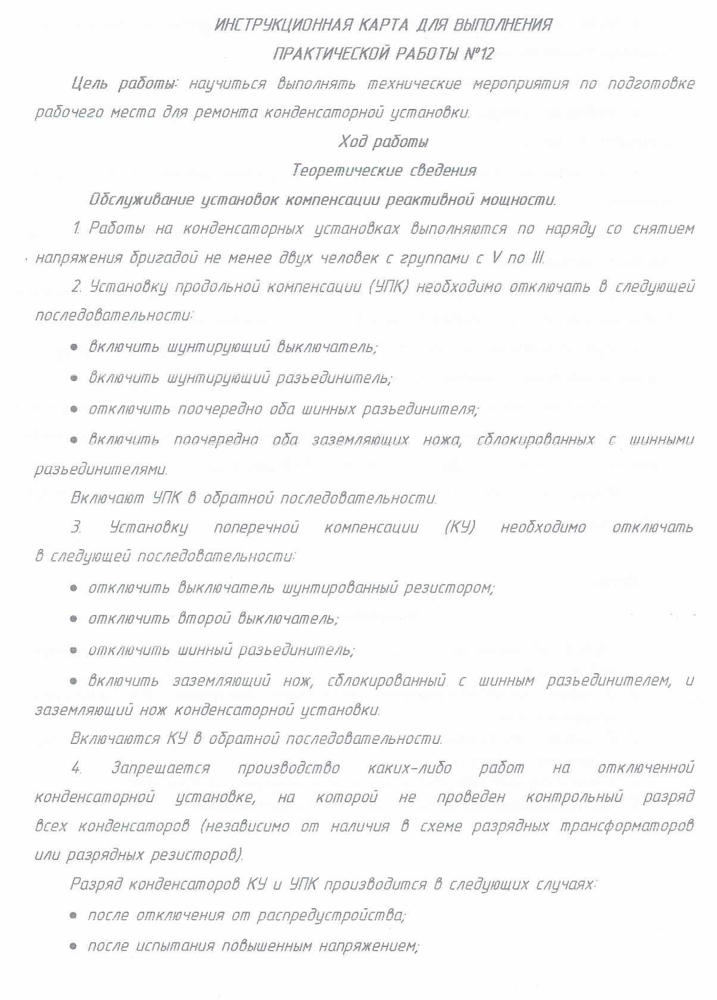 ИНСТРУКЦИОННАЯ КАРТА ДЛЯ ВЫПОЛНЕНИЯ
ПРАКТИЧЕСКОЙ РАБОТЫ №12
Цель работы: научиться выполнять технические мероприятия по подготовке
рабочего места для ремонта конденсаторной установки.
Ход работы
Теоретические сведения
Обслуживание установок компенсации реактивной мощности.
1. Работы на конденсаторных установках выполняются по наряду со снятием
напряжения бригадой не менее двух человек с группами с V по III.
2. Установку продольной компенсации (УПК) необходимо отключать в следующей
последовательности:
• включить шунтирующий выключатель;
• включить шунтирующий разъединитель;
• отключить поочередно оба шинных разъединителя;
• включить поочередно оба заземляющих ножа, сблокированных с шинными
разъединителями.
Включают УПК в обратной последовательности.
3. Установку поперечной компенсации (КУ) необходимо отключать
в следующей последовательности:
• отключить выключатель шунтированный резистором;
• отключить второй выключатель;
• отключить шинный разъединитель;
• включить заземляющий нож, сблокированный с шинным разъединителем, и
заземляющий нож конденсаторной установки.
Включаются КУ в обратной последовательности.
4. Запрещается производство каких-либо работ на отключенной
конденсаторной установке, на которой не проведен контрольный разряд
всех конденсаторов (независимо от наличия в схеме разрядных трансформаторов
или разрядных резисторов).
Разряд конденсаторов КУ и УПК производится в следующих случаях:
• после отключения от распредустройства;
• после испытания повышенным напряжением;